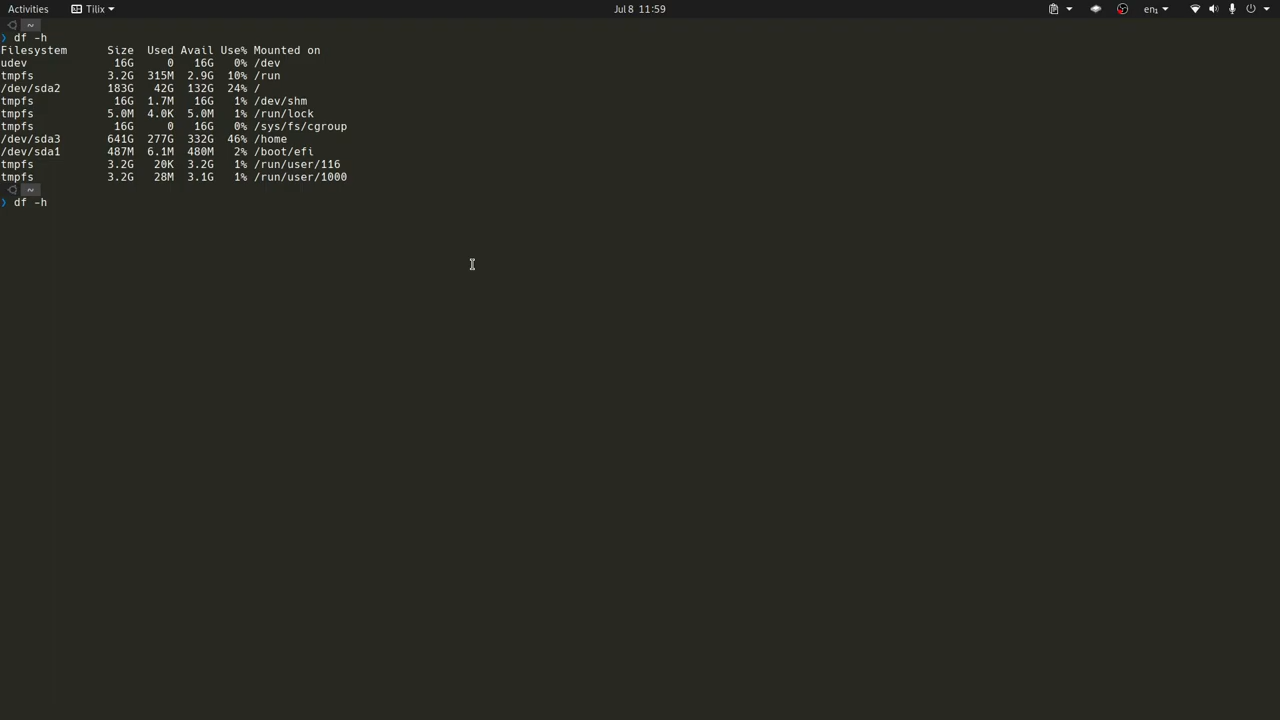 Activities Tilix Jul 8 11:59 en₁
~
❯ df -h
Filesystem      Size  Used Avail Use% Mounted on
udev             16G     0   16G   0% /dev
tmpfs           3.2G  315M  2.9G  10% /run
/dev/sda2       183G   42G  132G  24% /
tmpfs            16G  1.7M   16G   1% /dev/shm
tmpfs           5.0M  4.0K  5.0M   1% /run/lock
tmpfs            16G     0   16G   0% /sys/fs/cgroup
/dev/sda3       641G  277G  332G  46% /home
/dev/sda1       487M  6.1M  480M   2% /boot/efi
tmpfs           3.2G   20K  3.2G   1% /run/user/116
tmpfs           3.2G   28M  3.1G   1% /run/user/1000
~
❯ df -h